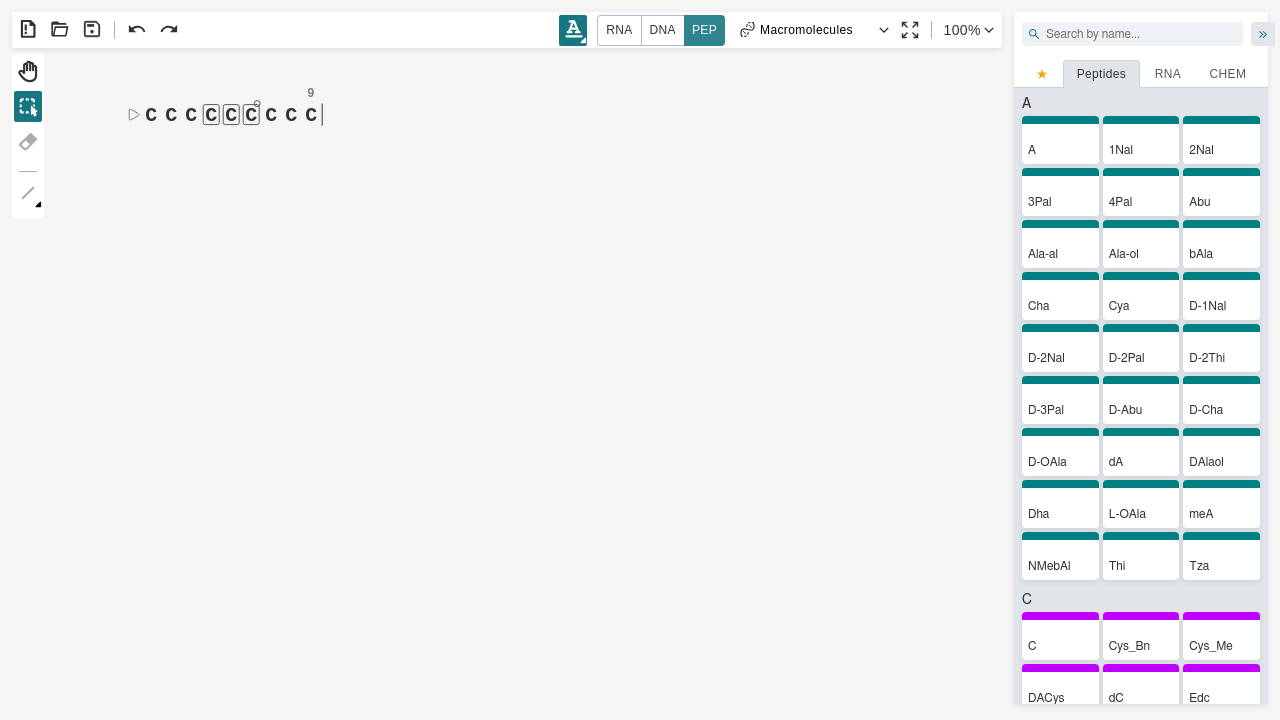 A RNA DNA PEP Macromolecules 100%
Search by name...
Peptides RNA CHEM
9
C C C C C C C C C
A
A 1Nal 2Nal
3Pal 4Pal Abu
Ala-al Ala-ol bAla
Cha Cya D-1Nal
D-2Nal D-2Pal D-2Thi
D-3Pal D-Abu D-Cha
D-OAla dA DAlaol
Dha L-OAla meA
NMebAl Thi Tza
C
C Cys_Bn Cys_Me
DACys dC Edc